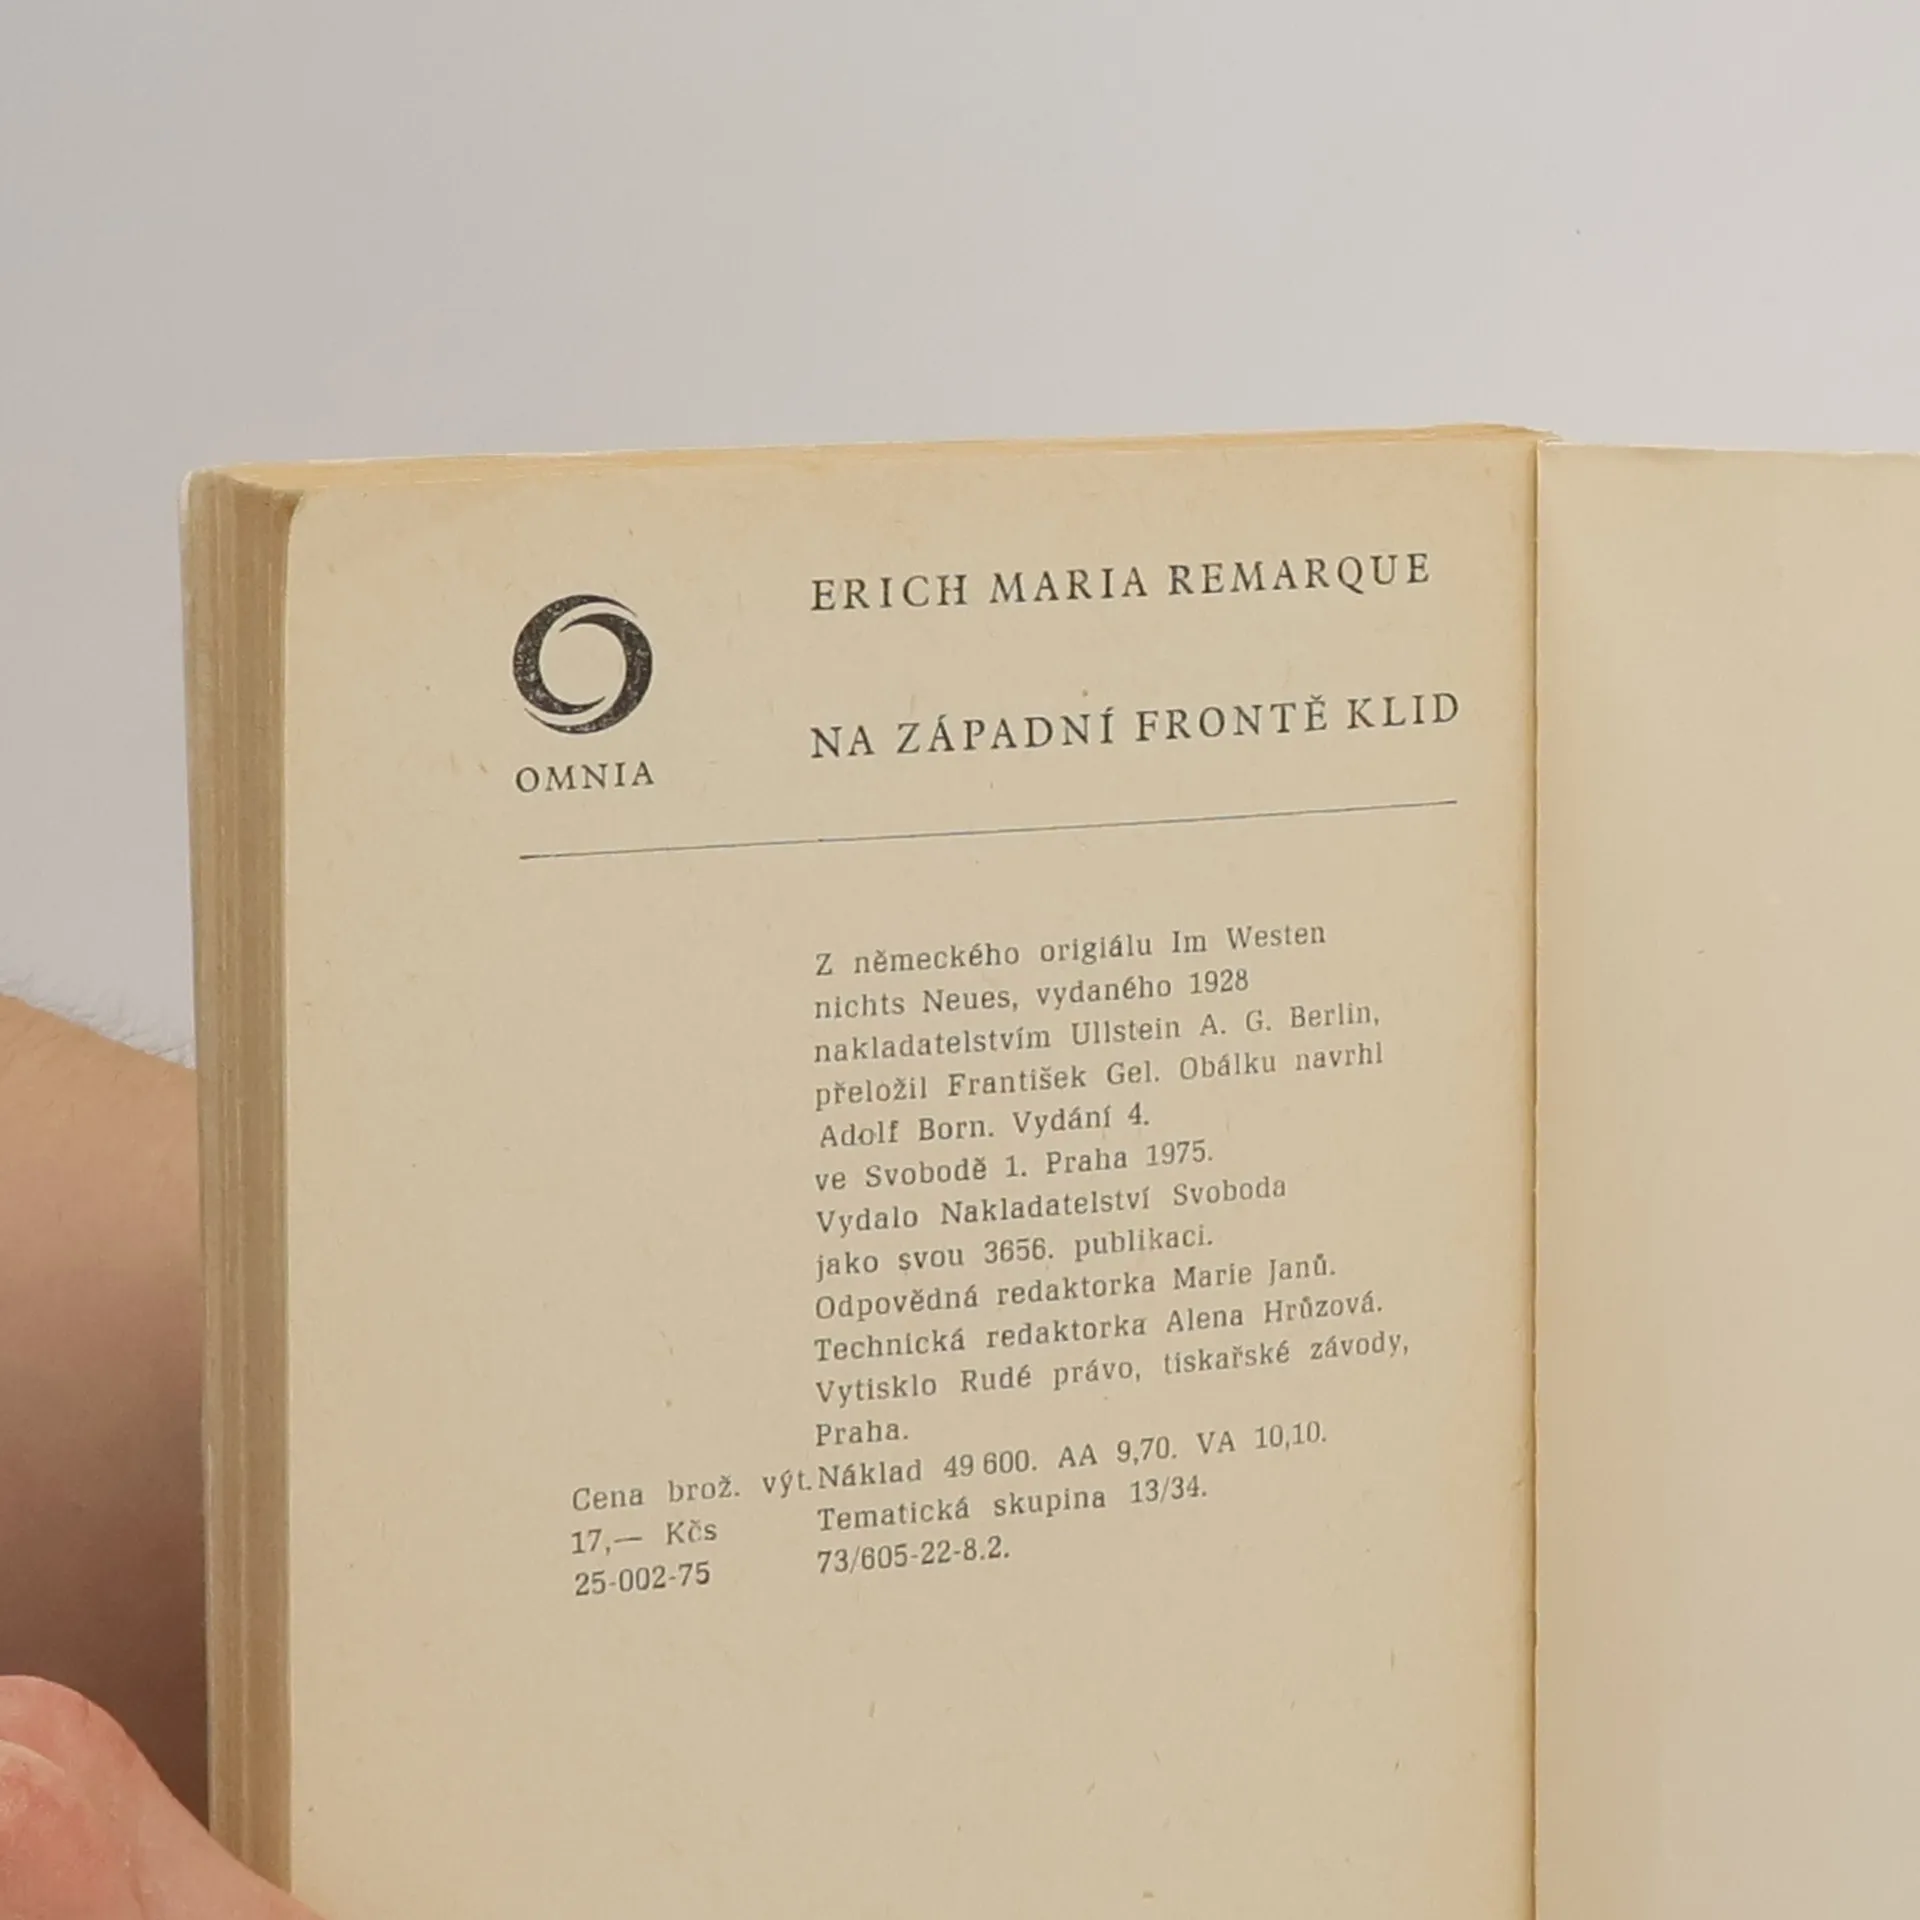 ERICH MARIA REMARQUE
NA ZÁPADNÍ FRONTĚ KLID
OMNIA
Z německého origiálu Im Westen
nichts Neues, vydaného 1928
nakladatelstvím Ullstein A. G. Berlin,
přeložil František Gel. Obálku navrhl
Adolf Born. Vydání 4.
ve Svobodě 1. Praha 1975.
Vydalo Nakladatelství Svoboda
jako svou 3656. publikaci.
Odpovědná redaktorka Marie Janů.
Technická redaktorka Alena Hrůzová.
Vytisklo Rudé právo, tiskařské závody,
Praha.
Náklad 49 600. AA 9,70. VA 10,10.
Tematická skupina 13/34.
73/605-22-8.2.
Cena brož. výt.
17,— Kčs
25-002-75